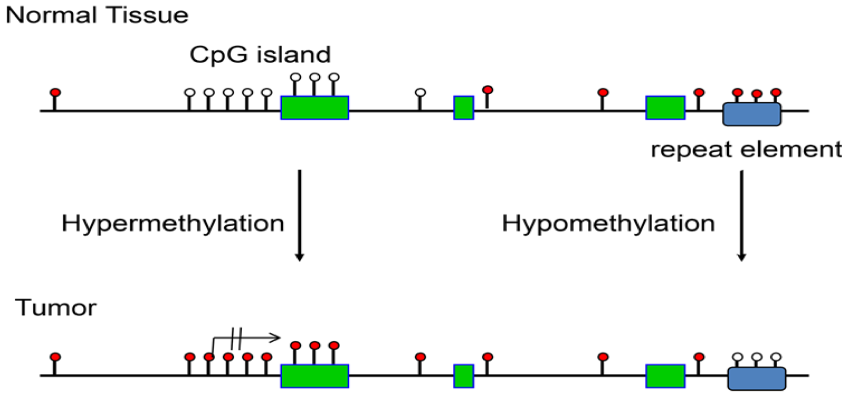 Normal Tissue
CpG island
repeat element
Hypermethylation
Hypomethylation
Tumor